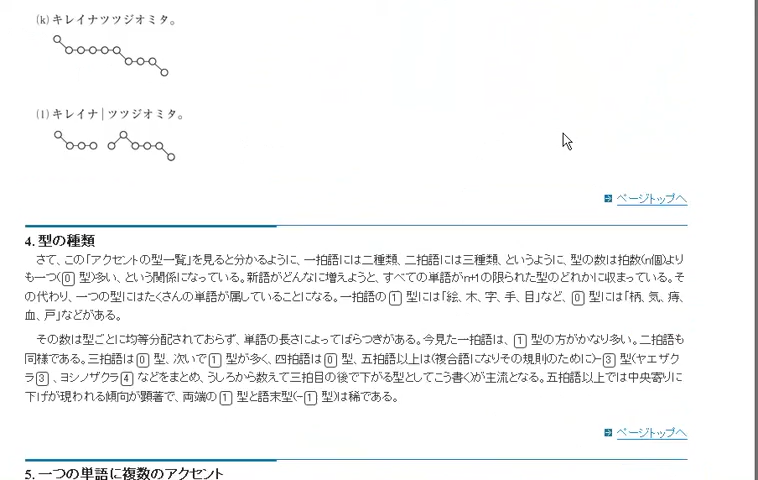 (k)キレイナツツジオミタ。
(l)キレイナ|ツツジオミタ。
ページトップへ
4. 型の種類
さて、この「アクセントの型一覧」を見ると分かるように、一拍語には二種類、二拍語には三種類、というように、型の数は拍数(n個)より
も一つ(0 型)多い、という関係になっている。新語がどんなに増えようと、すべての単語がn+1の限られた型のどれかに収まっている。そ
の代わり、一つの型にはたくさんの単語が属していることになる。一拍語の 1 型には「絵、木、字、手、目」など、 0 型には「柄、気、痔、
血、戸」などがある。
その数は型ごとに均等分配されておらず、単語の長さによってばらつきがある。今見た一拍語は、 1 型の方がかなり多い。二拍語も
同様である。三拍語は 0 型、次いで 1 型が多く、四拍語は 0 型、五拍語以上は(複合語になりその規則のために)-3 型(ヤエザク
ラ3 、ヨシノザクラ4 などをまとめ、うしろから数えて三拍目の後で下がる型としてこう書く)が主流となる。五拍語以上では中央寄りに
下げが現われる傾向が顕著で、両端の 1 型と語末型(-1 型)は稀である。
ページトップへ
5. 一つの単語に複数のアクセント